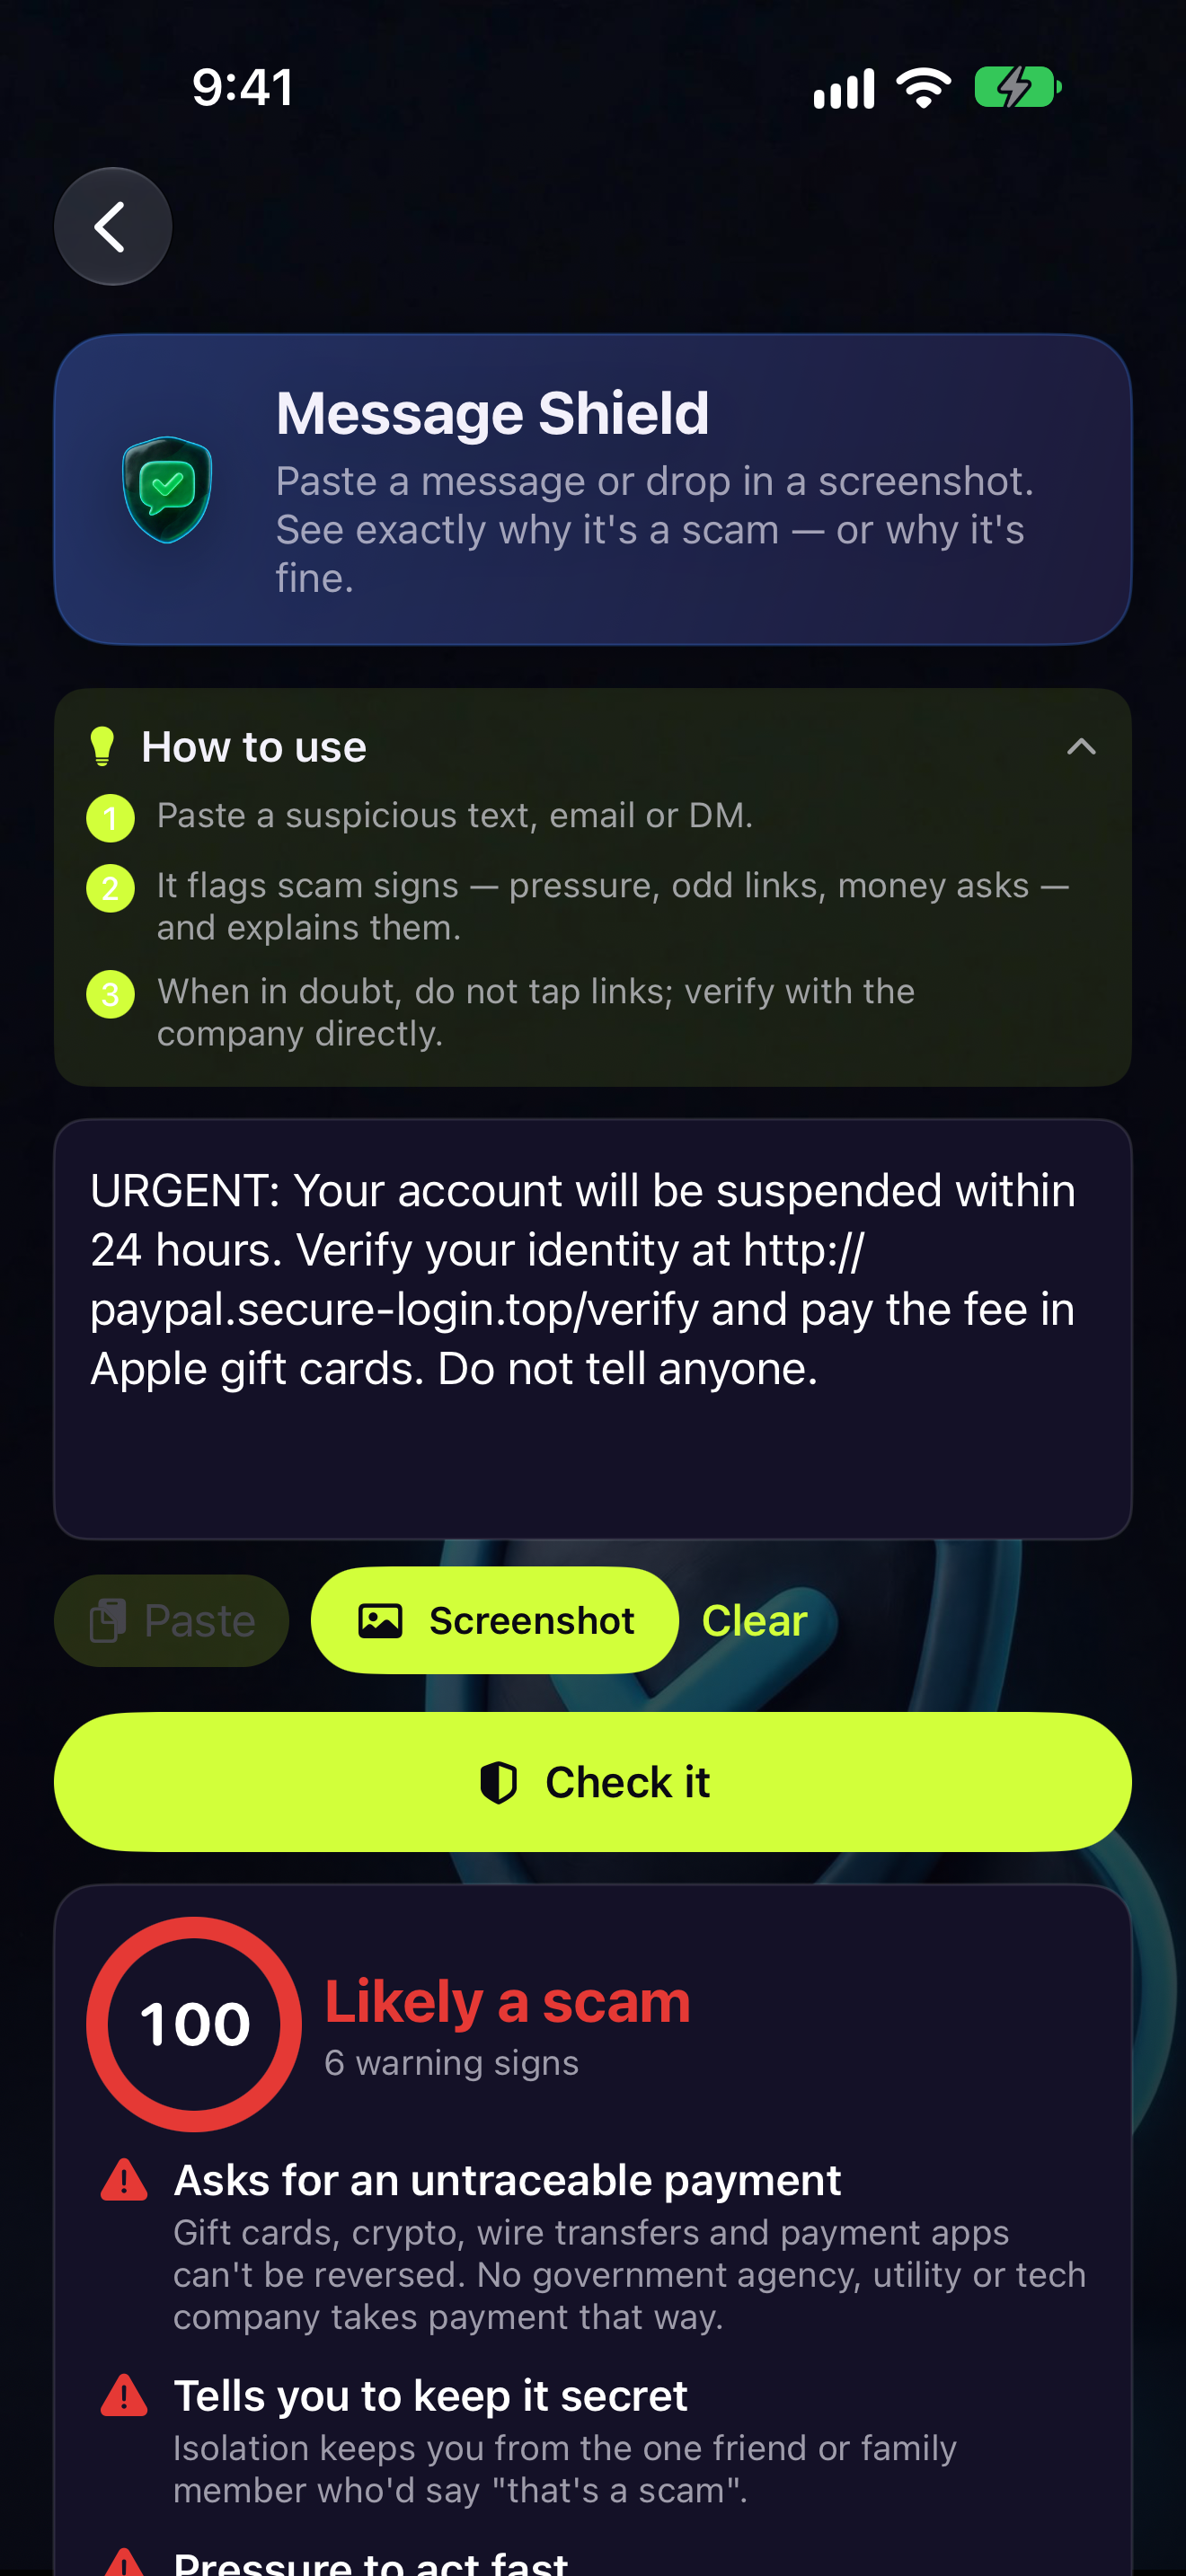 9:41
Message Shield
Paste a message or drop in a screenshot.
See exactly why it's a scam — or why it's
fine.
How to use
1 Paste a suspicious text, email or DM.
2 It flags scam signs — pressure, odd links, money asks —
and explains them.
3 When in doubt, do not tap links; verify with the
company directly.
URGENT: Your account will be suspended within
24 hours. Verify your identity at http://
paypal.secure-login.top/verify and pay the fee in
Apple gift cards. Do not tell anyone.
Paste Screenshot Clear
Check it
100
Likely a scam
6 warning signs
Asks for an untraceable payment
Gift cards, crypto, wire transfers and payment apps
can't be reversed. No government agency, utility or tech
company takes payment that way.
Tells you to keep it secret
Isolation keeps you from the one friend or family
member who'd say "that's a scam".
Pressure to act fast